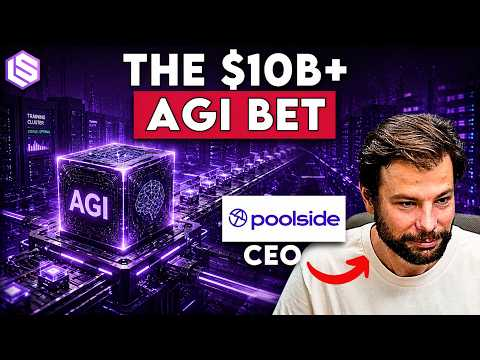 THE $10B+
AGI BET
TRAINING
CLUSTER
AGI
poolside
CEO